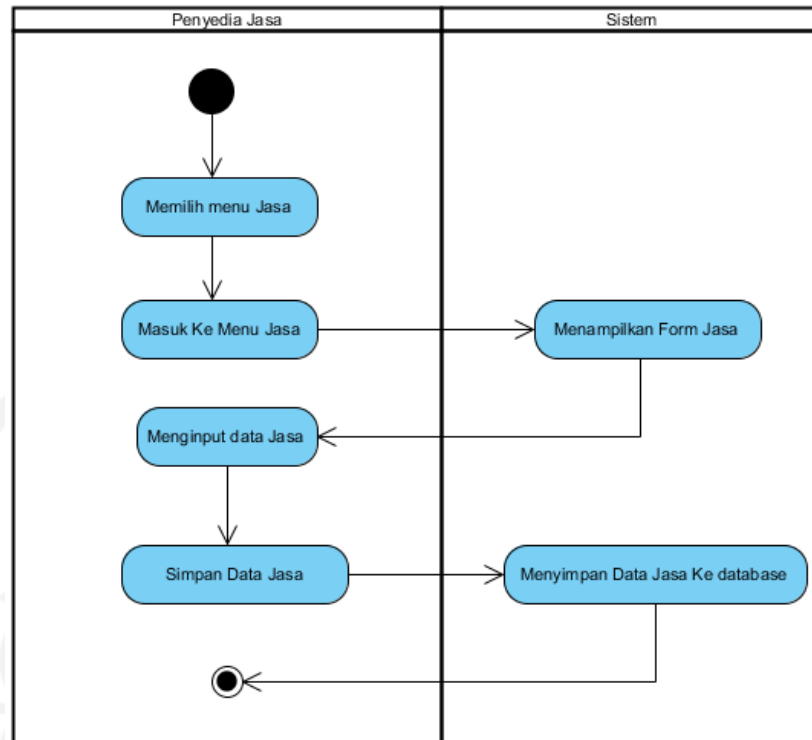 Penyedia Jasa
Sistem
Memilih menu Jasa
Masuk Ke Menu Jasa
Menampilkan Form Jasa
Menginput data Jasa
Simpan Data Jasa
Menyimpan Data Jasa Ke database